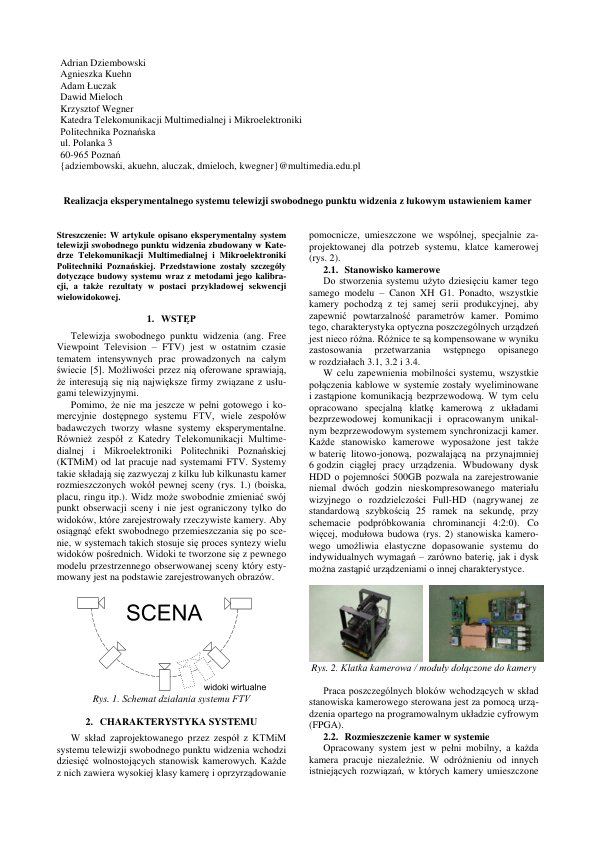 Adrian Dziembowski
Agnieszka Kuehn
Adam Łuczak
Dawid Mieloch
Krzysztof Wegner
Katedra Telekomunikacji Multimedialnej i Mikroelektroniki
Politechnika Poznańska
ul. Polanka 3
60-965 Poznań
{adziembowski, akuehn, aluczak, dmieloch, kwegner}@multimedia.edu.pl
Realizacja eksperymentalnego systemu telewizji swobodnego punktu widzenia z łukowym ustawieniem kamer
Streszczenie: W artykule opisano eksperymentalny system
telewizji swobodnego punktu widzenia zbudowany w Kate-
drze Telekomunikacji Multimedialnej i Mikroelektroniki
Politechniki Poznańskiej. Przedstawione zostały szczegóły
dotyczące budowy systemu wraz z metodami jego kalibra-
cji, a także rezultaty w postaci przykładowej sekwencji
wielowidokowej.
1. WSTĘP
Telewizja swobodnego punktu widzenia (ang. Free
Viewpoint Television – FTV) jest w ostatnim czasie
tematem intensywnych prac prowadzonych na całym
świecie [5]. Możliwości przez nią oferowane sprawiają,
że interesują się nią największe firmy związane z usłu-
gami telewizyjnymi.
Pomimo, że nie ma jeszcze w pełni gotowego i ko-
mercyjnie dostępnego systemu FTV, wiele zespołów
badawczych tworzy własne systemy eksperymentalne.
Również zespół z Katedry Telekomunikacji Multime-
dialnej i Mikroelektroniki Politechniki Poznańskiej
(KTMiM) od lat pracuje nad systemami FTV. Systemy
takie składają się zazwyczaj z kilku lub kilkunastu kamer
rozmieszczonych wokół pewnej sceny (rys. 1.) (boiska,
placu, ringu itp.). Widz może swobodnie zmieniać swój
punkt obserwacji sceny i nie jest ograniczony tylko do
widoków, które zarejestrowały rzeczywiste kamery. Aby
osiągnąć efekt swobodnego przemieszczania się po sce-
nie, w systemach takich stosuje się proces syntezy wielu
widoków pośrednich. Widoki te tworzone się z pewnego
modelu przestrzennego obserwowanej sceny który esty-
mowany jest na podstawie zarejestrowanych obrazów.
SCENA
widoki wirtualne
Rys. 1. Schemat działania systemu FTV
2. CHARAKTERYSTYKA SYSTEMU
W skład zaprojektowanego przez zespół z KTMiM
systemu telewizji swobodnego punktu widzenia wchodzi
dziesięć wolnostojących stanowisk kamerowych. Każde
z nich zawiera wysokiej klasy kamerę i oprzyrządowanie
pomocnicze, umieszczone we wspólnej, specjalnie za-
projektowanej dla potrzeb systemu, klatce kamerowej
(rys. 2).
2.1. Stanowisko kamerowe
Do stworzenia systemu użyto dziesięciu kamer tego
samego modelu – Canon XH G1. Ponadto, wszystkie
kamery pochodzą z tej samej serii produkcyjnej, aby
zapewnić powtarzalność parametrów kamer. Pomimo
tego, charakterystyka optyczna poszczególnych urządzeń
jest nieco różna. Różnice te są kompensowane w wyniku
zastosowania przetwarzania wstępnego opisanego
w rozdziałach 3.1, 3.2 i 3.4.
W celu zapewnienia mobilności systemu, wszystkie
połączenia kablowe w systemie zostały wyeliminowane
i zastąpione komunikacją bezprzewodową. W tym celu
opracowano specjalną klatkę kamerową z układami
bezprzewodowej komunikacji i opracowanym unikal-
nym bezprzewodowym systemem synchronizacji kamer.
Każde stanowisko kamerowe wyposażone jest także
w baterię litowo-jonową, pozwalającą na przynajmniej
6 godzin ciągłej pracy urządzenia. Wbudowany dysk
HDD o pojemności 500GB pozwala na zarejestrowanie
niemal dwóch godzin nieskompresowanego materiału
wizyjnego o rozdzielczości Full-HD (nagrywanej ze
standardową szybkością 25 ramek na sekundę, przy
schemacie podpróbkowania chrominancji 4:2:0). Co
więcej, modułowa budowa (rys. 2) stanowiska kamero-
wego umożliwia elastyczne dopasowanie systemu do
indywidualnych wymagań – zarówno baterię, jak i dysk
można zastąpić urządzeniami o innej charakterystyce.
Rys. 2. Klatka kamerowa / moduły dołączone do kamery
Praca poszczególnych bloków wchodzących w skład
stanowiska kamerowego sterowana jest za pomocą urzą-
dzenia opartego na programowalnym układzie cyfrowym
(FPGA).
2.2. Rozmieszczenie kamer w systemie
Opracowany system jest w pełni mobilny, a każda
kamera pracuje niezależnie. W odróżnieniu od innych
istniejących rozwiązań, w których kamery umieszczone